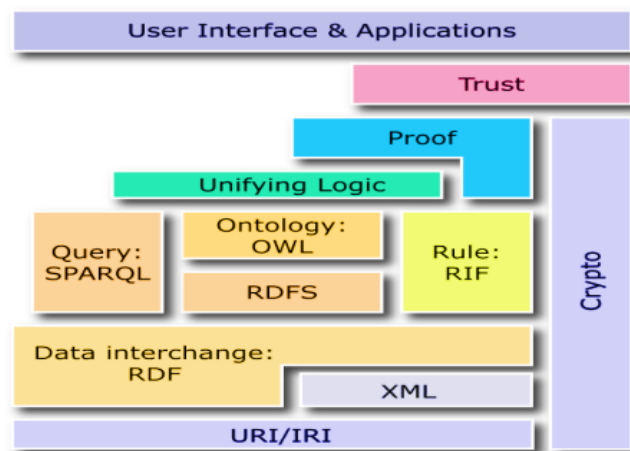 User Interface & Applications
Trust
Proof
Unifying Logic
Query:
SPARQL
Ontology:
OWL
RDFS
Rule:
RIF
Crypto
Data interchange:
RDF
XML
URI/IRI